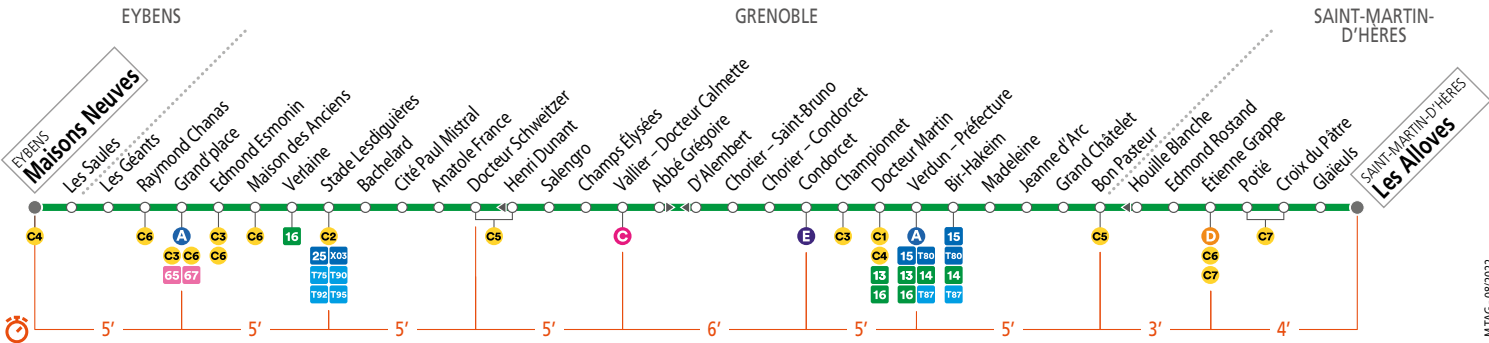 EYBENS
GRENOBLE
SAINT-MARTIN-
D'HÈRES
EYBENS
Maisons Neuves
Les Saules
Les Géants
Raymond Chanas
Grand'place
Edmond Esmonin
Maison des Anciens
Verlaine
Stade Lesdiguières
Bachelard
Cité Paul Mistral
Anatole France
Docteur Schweitzer
Henri Dunant
Salengro
Champs Élysées
Vallier – Docteur Calmette
Abbé Grégoire
D'Alembert
Chorier – Saint-Bruno
Chorier – Condorcet
Condorcet
Championnet
Docteur Martin
Verdun – Préfecture
Bir-Hakeim
Madeleine
Jeanne d'Arc
Grand Châtelet
Bon Pasteur
Houille Blanche
Edmond Rostand
Étienne Grappe
Potié
Croix du Pâtre
Glaïeuls
SAINT-MARTIN-D'HÈRES
Les Alloves
C4 C6 A C3 C6 16 C2 C5 C E C3 C1 A 15 C5 D C7
C3 C6 C6 25 X03 C4 15 T80 T80 C6
65 67 T75 T90 13 13 14 14 C7
T92 T95 16 16 T87 T87
5' 5' 5' 5' 6' 5' 5' 3' 4'